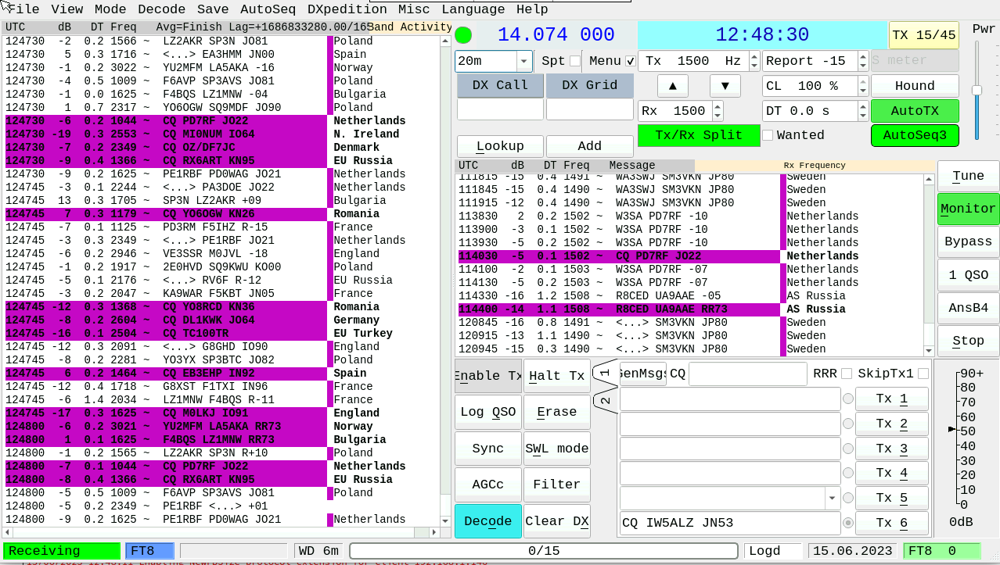 File View Mode Decode Save AutoSeq DXpedition Misc Language Help
UTC dB DT Freq Avg=Finish Lag=+1686833280.00/165 Band Activity
124730 -2 0.2 1566 ~ LZ2AKR SP3N JO81 Poland
124730 5 0.3 1716 ~ <...> EA3HMM JN00 Spain
124730 -1 0.2 3022 ~ YU2MFM LA5AKA -16 Norway
124730 -4 0.5 1009 ~ F6AVP SP3AVS JO81 Poland
124730 -1 0.0 1625 ~ F4BQS LZ1MNW -04 Bulgaria
124730 1 0.7 2317 ~ YO6OGW SQ9MDF JO90 Poland
124730 -6 0.2 1044 ~ CQ PD7RF JO22 Netherlands
124730 -19 0.3 2553 ~ CQ MI0NUM IO64 N. Ireland
124730 -7 0.2 2349 ~ CQ OZ/DF7JC Denmark
124730 -9 0.4 1366 ~ CQ RX6ART KN95 EU Russia
124730 -9 0.2 1625 ~ PE1RBF PD0WAG JO21 Netherlands
124745 -3 0.1 2244 ~ <...> PA3DOE JO22 Netherlands
124745 13 0.3 1705 ~ SP3N LZ2AKR +09 Bulgaria
124745 7 0.3 1179 ~ CQ YO6OGW KN26 Romania
124745 -7 0.1 1125 ~ PD3RM F5IHZ R-15 France
124745 -3 0.3 2349 ~ <...> PE1RBF JO21 Netherlands
124745 -6 0.2 2946 ~ VE3SSR M0JVL -18 England
124745 -1 0.2 1917 ~ 2E0HVD SQ9KWU KO00 Poland
124745 -5 0.1 2176 ~ <...> RV6F R-12 EU Russia
124745 -3 0.2 2047 ~ KA9WAR F5KBT JN05 France
124745 -12 0.3 1368 ~ CQ YO8RCD KN36 Romania
124745 -8 0.2 2604 ~ CQ DL1KWK JO64 Germany
124745 -16 0.1 2504 ~ CQ TC100TR EU Turkey
124745 -12 0.3 2091 ~ <...> G8GHD IO90 England
124745 -8 0.2 2281 ~ YO3YX SP3BTC JO82 Poland
124745 6 0.2 1464 ~ CQ EB3EHP IN92 Spain
124745 -12 0.4 1718 ~ G8XST F1TXI IN96 France
124745 -6 1.4 2034 ~ LZ1MNW F4BQS R-11 France
124745 -17 0.3 1625 ~ CQ M0LKJ IO91 England
124800 -6 0.2 3021 ~ YU2MFM LA5AKA RR73 Norway
124800 1 0.1 1625 ~ F4BQS LZ1MNW RR73 Bulgaria
124800 -1 0.2 1565 ~ LZ2AKR SP3N R+10 Poland
124800 -7 0.1 1044 ~ CQ PD7RF JO22 Netherlands
124800 -8 0.4 1366 ~ CQ RX6ART KN95 EU Russia
124800 -5 0.5 1009 ~ F6AVP SP3AVS JO81 Poland
124800 -5 0.2 2349 ~ PE1RBF <...> +01
124800 -9 0.2 1625 ~ PE1RBF PD0WAG JO21 Netherlands
14.074 000 12:48:30 TX 15/45 Pwr
20m Spt Menu Tx 1500 Hz Report -15 S meter
DX Call DX Grid ▲ ▼ CL 100 % Hound
Rx 1500 DT 0.0 s AutoTX
Lookup Add Tx/Rx Split Wanted AutoSeq3
UTC dB DT Freq Message Rx Frequency
111815 -15 0.4 1491 ~ WA3SWJ SM3VKN JP80 Sweden
111845 -15 0.4 1490 ~ WA3SWJ SM3VKN JP80 Sweden
111915 -12 0.4 1490 ~ WA3SWJ SM3VKN JP80 Sweden
113830 2 0.2 1502 ~ W3SA PD7RF -10 Netherlands
113900 -3 0.1 1502 ~ W3SA PD7RF -10 Netherlands
113930 -5 0.2 1502 ~ W3SA PD7RF -10 Netherlands
114030 -5 0.1 1502 ~ CQ PD7RF JO22 Netherlands
114100 -2 0.1 1503 ~ W3SA PD7RF -07 Netherlands
114130 -5 0.2 1503 ~ W3SA PD7RF -07 Netherlands
114330 -16 1.2 1508 ~ R8CED UA9AAE -05 AS Russia
114400 -14 1.1 1508 ~ R8CED UA9AAE RR73 AS Russia
120845 -16 0.8 1491 ~ <...> SM3VKN JP80 Sweden
120915 -13 1.1 1490 ~ <...> SM3VKN JP80 Sweden
120945 -15 0.3 1490 ~ <...> SM3VKN JP80 Sweden
Tune
Monitor
Bypass
1 QSO
AnsB4
Stop
Enable Tx Halt Tx
Log QSO Erase
Sync SWL mode
AGCc Filter
Decode Clear DX
1
2
GenMsgs CQ RRR SkipTx1
Tx 1
Tx 2
Tx 3
Tx 4
Tx 5
CQ IW5ALZ JN53 Tx 6
90+
80
70
60
50
40
30
20
10
0
0dB
Receiving FT8 WD 6m 0/15 Logd 15.06.2023 FT8 0